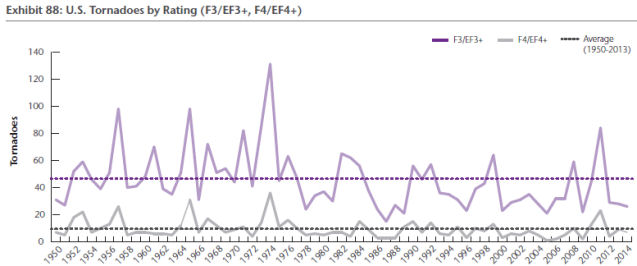 Exhibit 88: U.S. Tornadoes by Rating (F3/EF3+, F4/EF4+)
F3/EF3+ F4/EF4+ Average
(1950-2013)
140
120
100
80
60
40
20
0
Tornadoes
1950 1952 1954 1956 1958 1960 1962 1964 1966 1968 1970 1972 1974 1976 1978 1980 1982 1984 1986 1988 1990 1992 1994 1996 1998 2000 2002 2004 2006 2008 2010 2012 2014